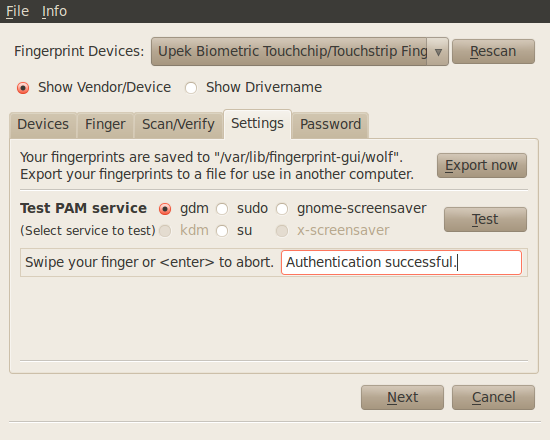 File Info
Fingerprint Devices: Upek Biometric Touchchip/Touchstrip Fing Rescan
Show Vendor/Device Show Drivername
Devices Finger Scan/Verify Settings Password
Your fingerprints are saved to "/var/lib/fingerprint-gui/wolf".
Export your fingerprints to a file for use in another computer.
Export now
Test PAM service gdm sudo gnome-screensaver
(Select service to test) kdm su x-screensaver
Test
Swipe your finger or <enter> to abort. Authentication successful.
Next Cancel